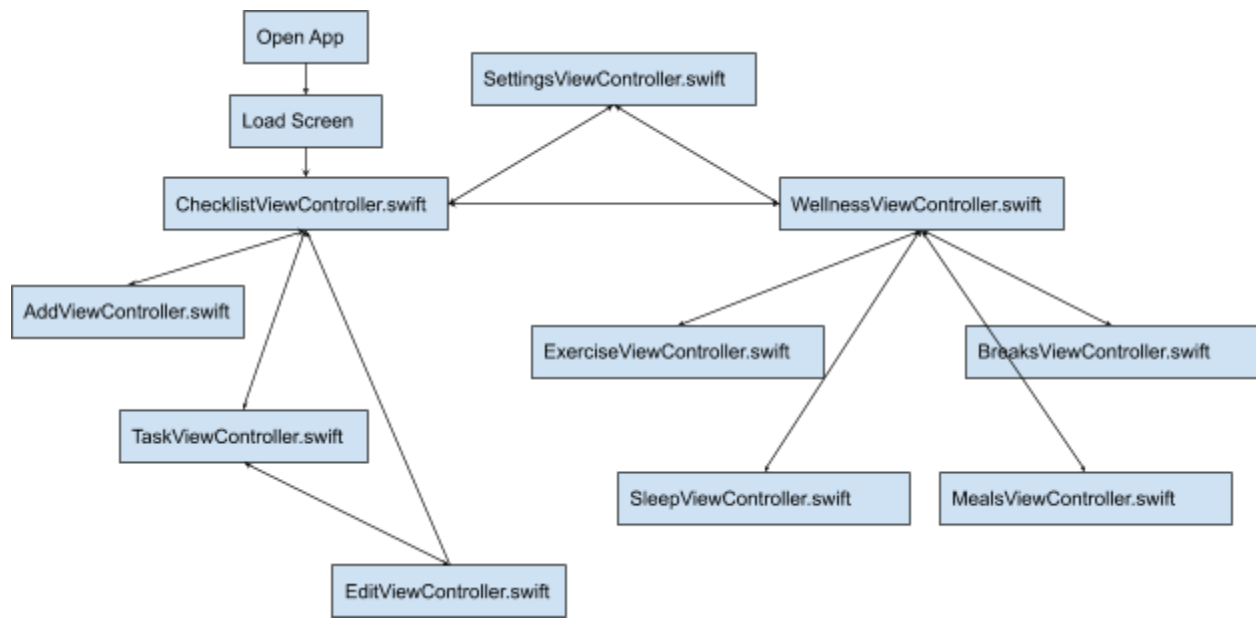 Open App
SettingsViewController.swift
Load Screen
ChecklistViewController.swift
WellnessViewController.swift
AddViewController.swift
ExerciseViewController.swift
BreaksViewController.swift
TaskViewController.swift
SleepViewController.swift
MealsViewController.swift
EditViewController.swift